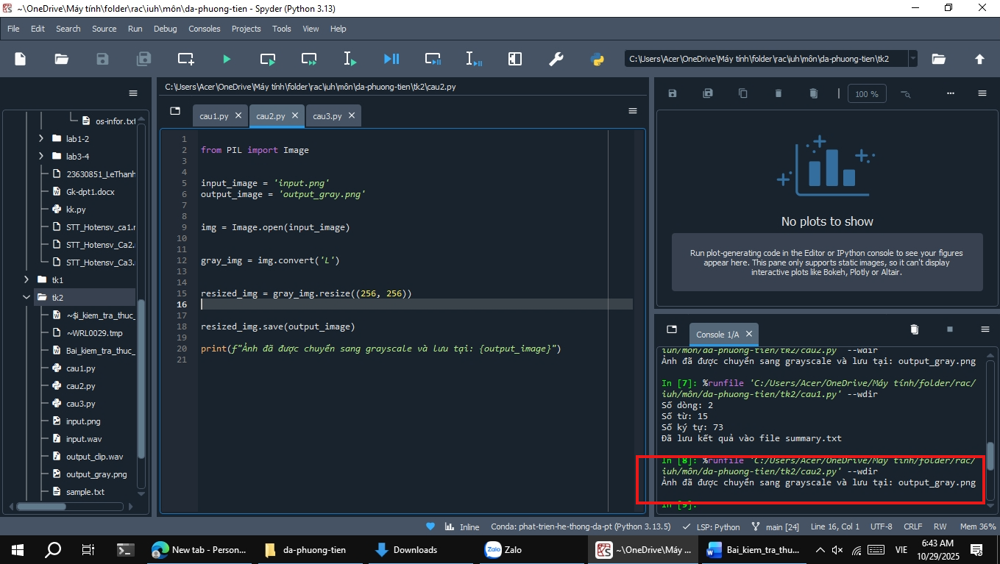 ~\OneDrive\Máy tính\folder\rac\iuh\môn\da-phuong-tien - Spyder (Python 3.13)
File Edit Search Source Run Debug Consoles Projects Tools View Help
C:\Users\Acer\OneDrive\Máy tính\folder\rac\iuh\môn\da-phuong-tien\tk2
os-infor.txt
lab1-2
lab3-4
23630851_LeThanh
Gk-dpt1.docx
kk.py
STT_Hotensv_ca1.r
STT_Hotensv_Ca2.
STT_Hotensv_Ca3.
tk1
tk2
~$i_kiem_tra_thuc_
~WRL0029.tmp
Bai_kiem_tra_thuc_
cau1.py
cau2.py
cau3.py
input.png
input.wav
output_clip.wav
output_gray.png
sample.txt
C:\Users\Acer\OneDrive\Máy tính\folder\rac\iuh\môn\da-phuong-tien\tk2\cau2.py
cau1.py cau2.py cau3.py
1
2 from PIL import Image
3
4
5 input_image = 'input.png'
6 output_image = 'output_gray.png'
7
8
9 img = Image.open(input_image)
10
11
12 gray_img = img.convert('L')
13
14
15 resized_img = gray_img.resize((256, 256))
16
17
18 resized_img.save(output_image)
19
20 print(f"Ảnh đã được chuyển sang grayscale và lưu tại: {output_image}")
21
100 %
No plots to show
Run plot-generating code in the Editor or IPython console to see your figures
appear here. This pane only supports static images, so it can't display
interactive plots like Bokeh, Plotly or Altair.
Console 1/A
iuh/môn/da-phuong-tien/tk2/cau2.py' --wdir
Ảnh đã được chuyển sang grayscale và lưu tại: output_gray.png
In [7]: %runfile 'C:/Users/Acer/OneDrive/Máy tính/folder/rac/
iuh/môn/da-phuong-tien/tk2/cau1.py' --wdir
Số dòng: 2
Số từ: 15
Số ký tự: 73
Đã lưu kết quả vào file summary.txt
In [8]: %runfile 'C:/Users/Acer/OneDrive/Máy tính/folder/rac/
iuh/môn/da-phuong-tien/tk2/cau2.py' --wdir
Ảnh đã được chuyển sang grayscale và lưu tại: output_gray.png
In [9]:
Inline Conda: phat-trien-he-thong-da-pt (Python 3.13.5) LSP: Python main [24] Line 16, Col 1 UTF-8 CRLF RW Mem 36%
New tab - Person... da-phuong-tien Downloads Zalo Zalo ~\OneDrive\Máy ... Bai_kiem_tra_thu... VIE 6:43 AM
10/29/2025